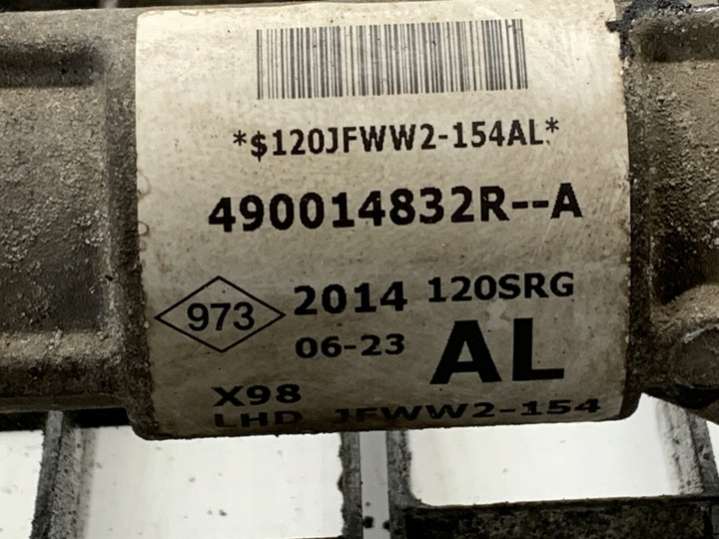 *$120JFWW2-154AL*
490014832R--A
973 2014 120SRG
06-23 AL
X98
LHD JFWW2-154